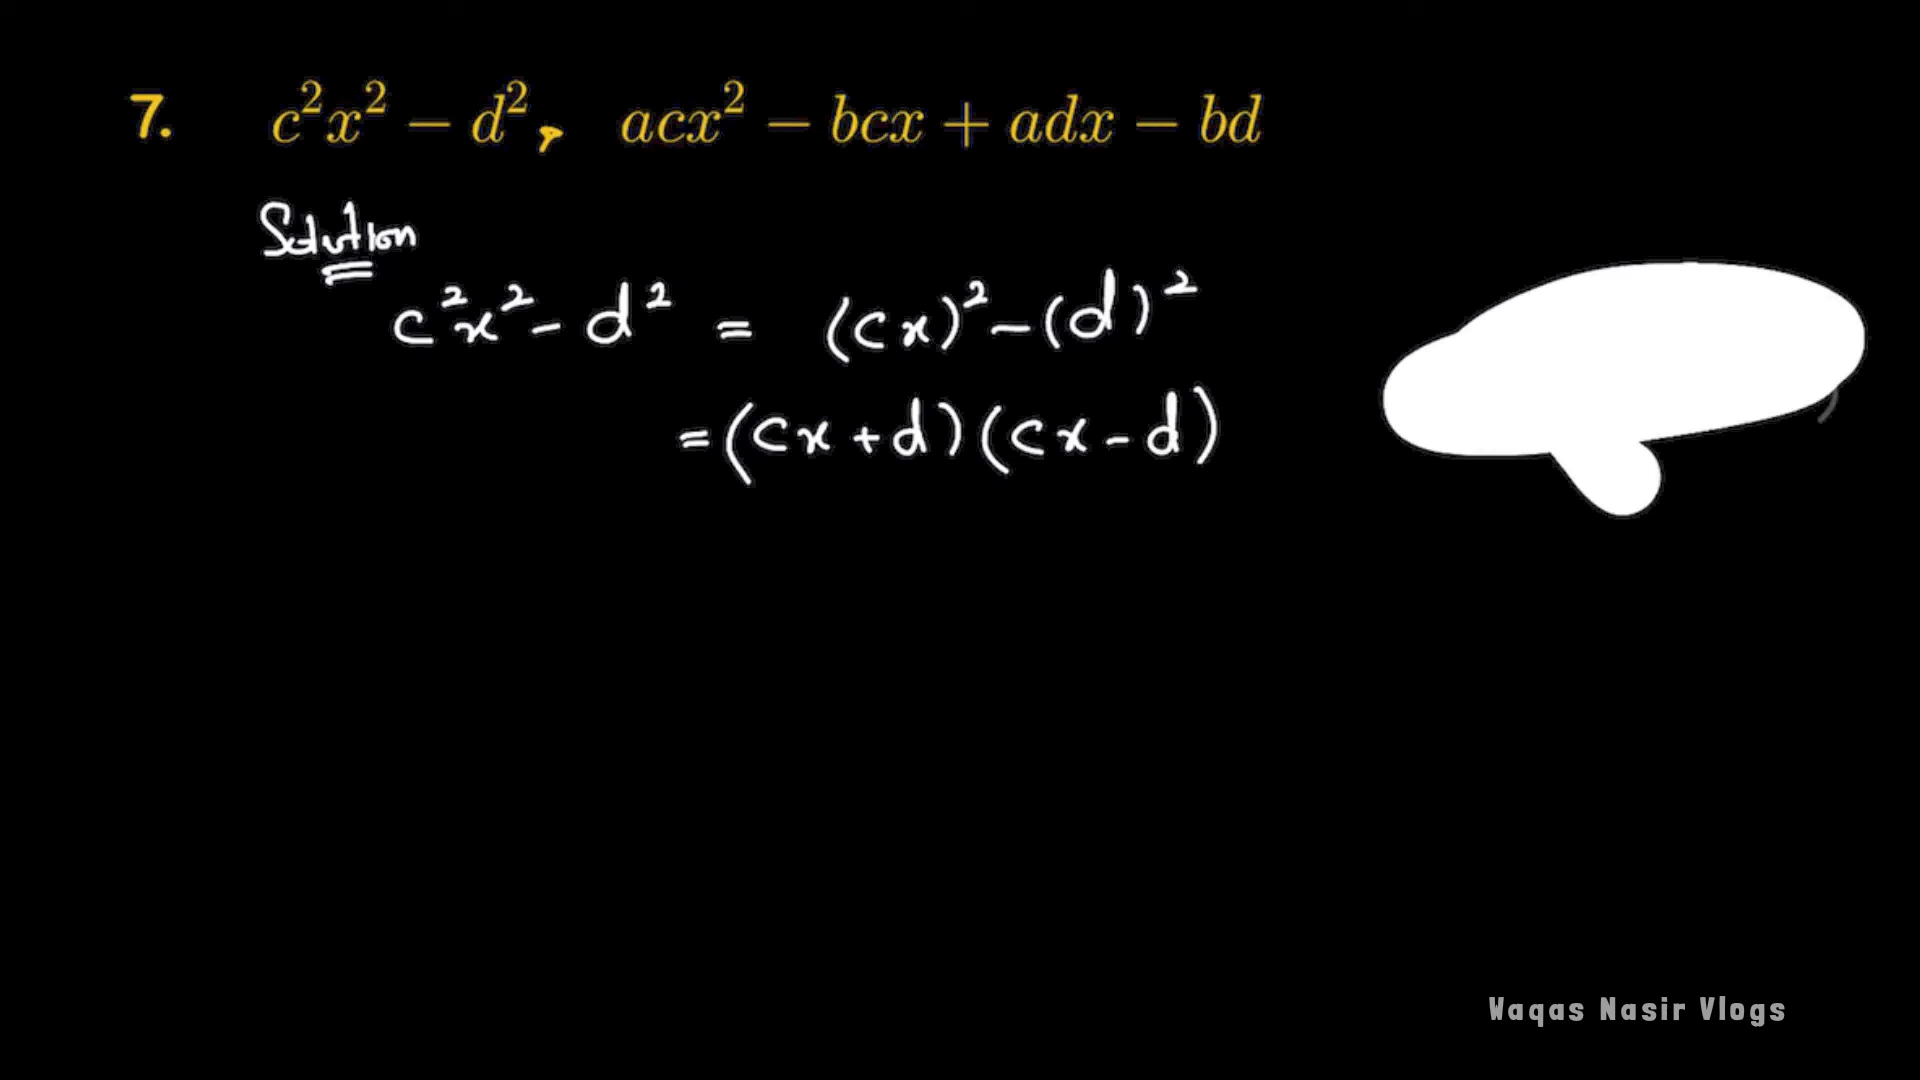 7. c²x² − d², acx² − bcx + adx − bd
Solution
c²x² − d² = (cx)² − (d)²
= (cx + d)(cx − d)
Waqas Nasir Vlogs